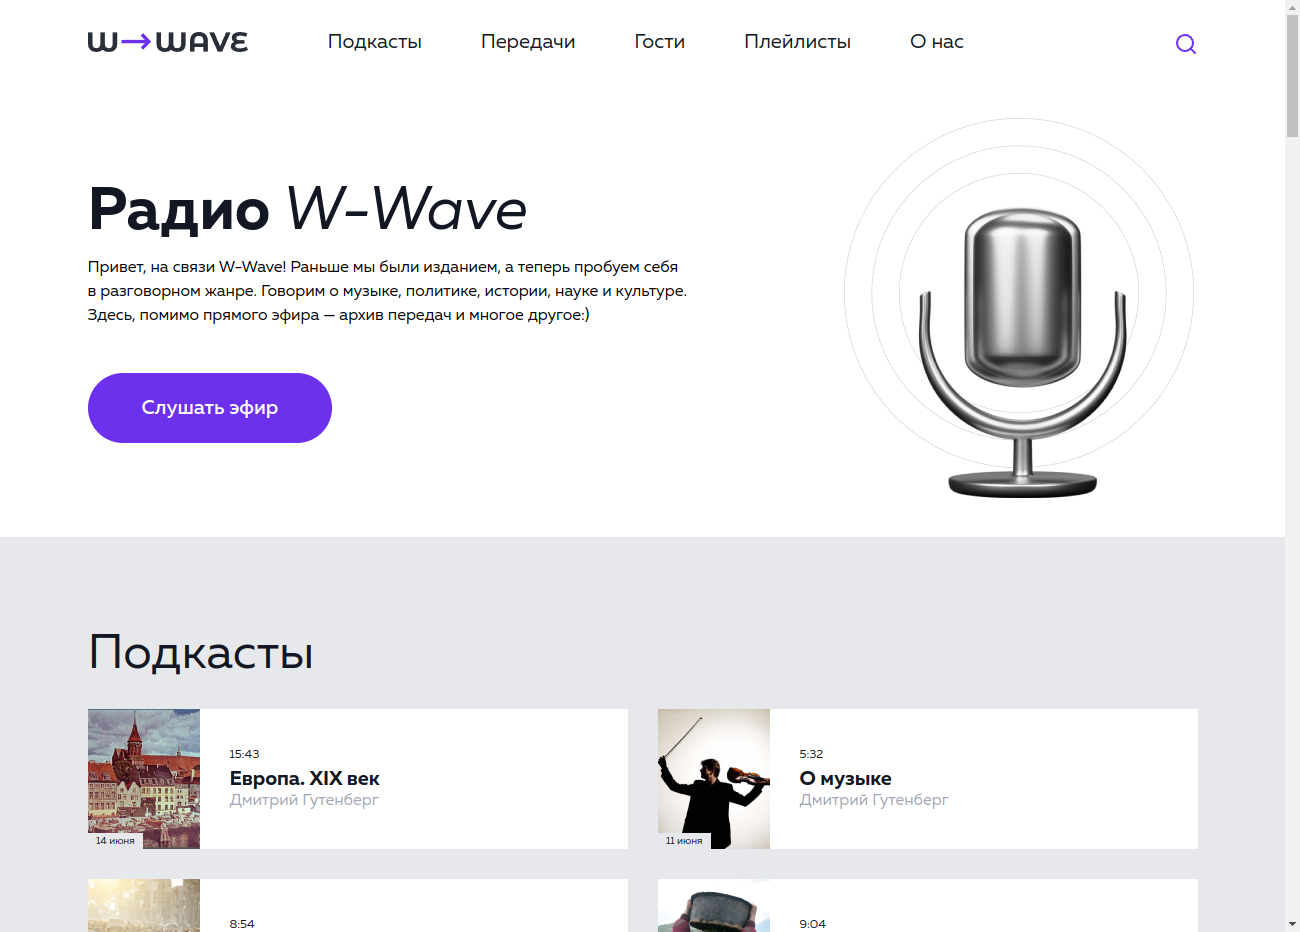 W→WAVE
Подкасты
Передачи
Гости
Плейлисты
О нас
Радио W-Wave
Привет, на связи W-Wave! Раньше мы были изданием, а теперь пробуем себя
в разговорном жанре. Говорим о музыке, политике, истории, науке и культуре.
Здесь, помимо прямого эфира — архив передач и многое другое:)
Слушать эфир
Подкасты
15:43
Европа. XIX век
Дмитрий Гутенберг
14 июня
5:32
О музыке
Дмитрий Гутенберг
11 июня
8:54
9:04